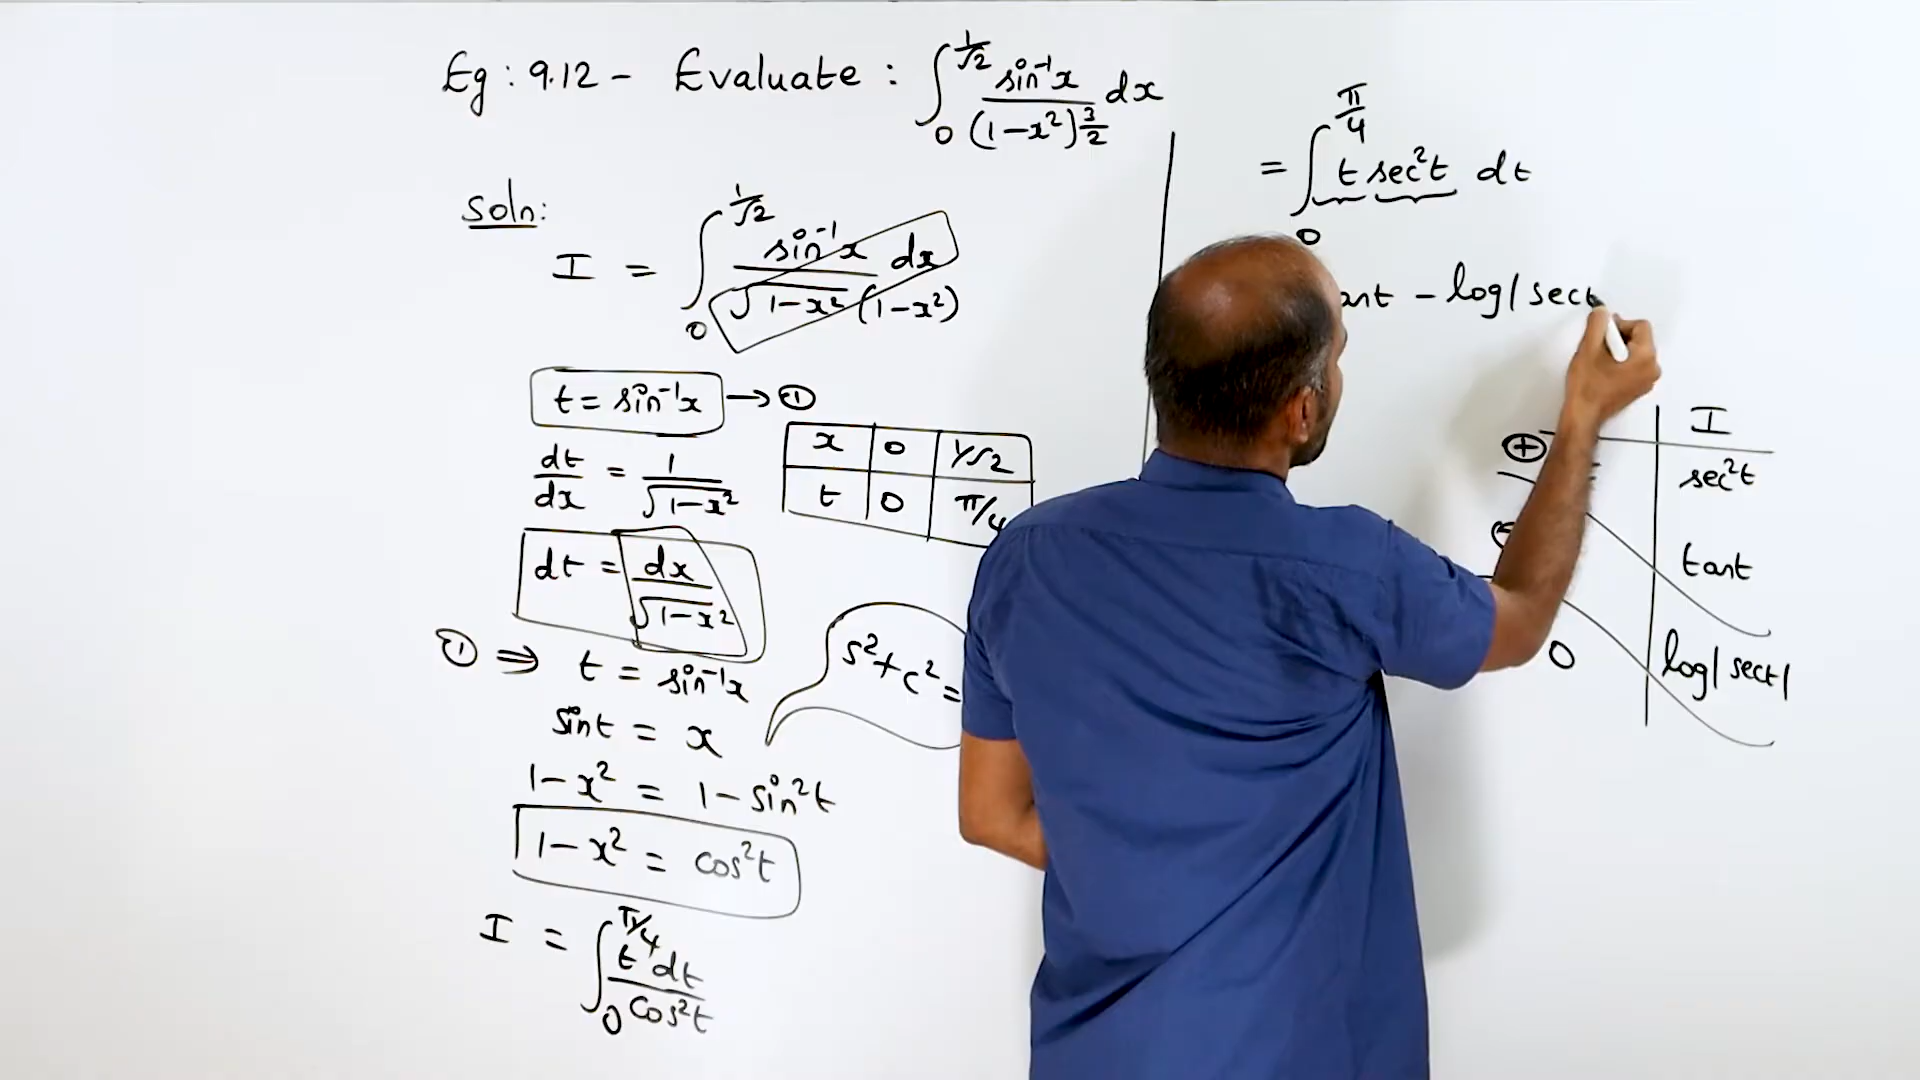 Eg : 9.12 - Evaluate : ∫₀^(1/√2) sin⁻¹x / (1-x²)^(3/2) dx
Soln:
I = ∫₀^(1/√2) sin⁻¹x dx / √(1-x²) (1-x²)
t = sin⁻¹x → ①
dt/dx = 1/√(1-x²)
x 0 1/√2
t 0 π/4
dt = dx/√(1-x²)
① ⇒ t = sin⁻¹x
s² + c² =
sint = x
1-x² = 1-sin²t
1-x² = cos²t
I = ∫₀^(π/4) t dt / cos²t
= ∫₀^(π/4) t sec²t dt
- log|sect
I
⊕ sec²t
tant
0 log|sect|